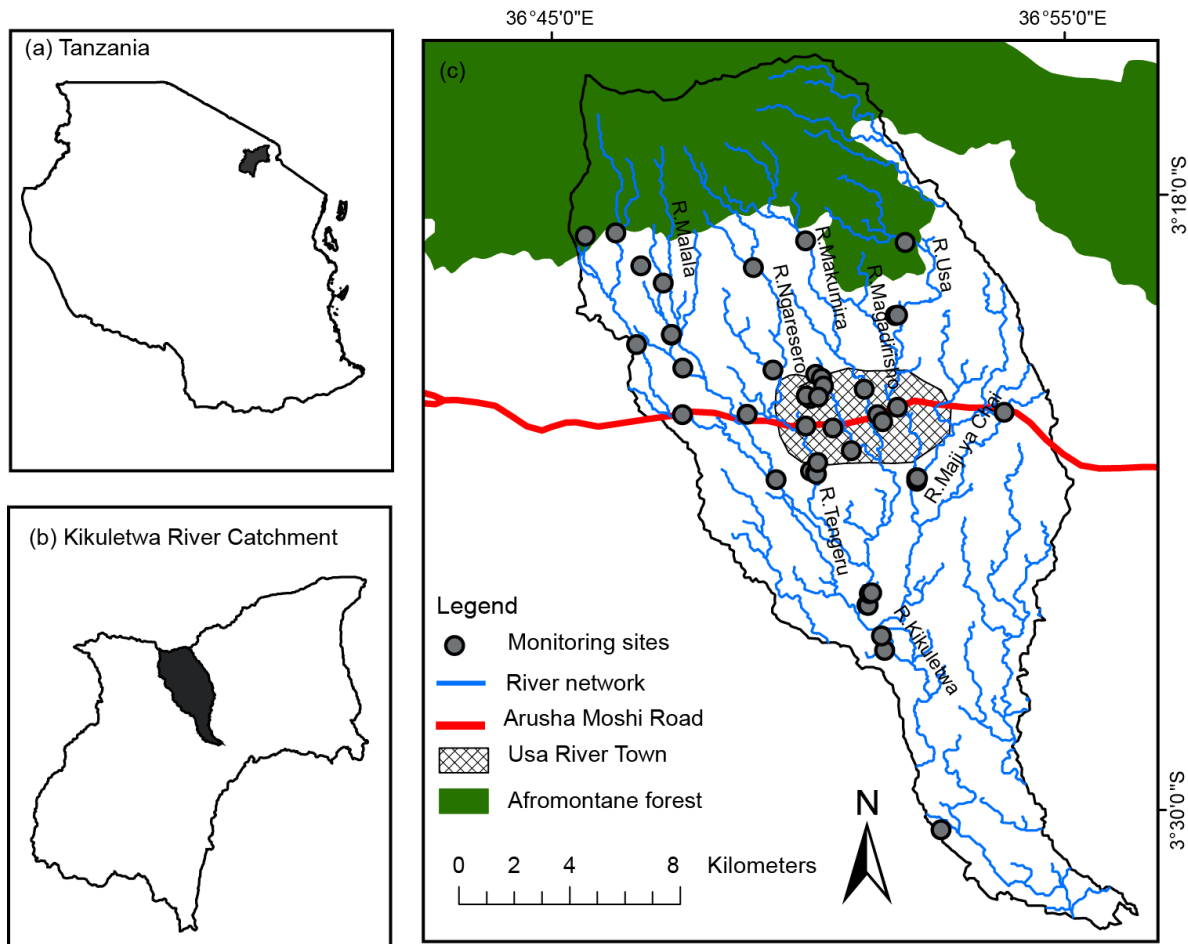 (a) Tanzania
(b) Kikuletwa River Catchment
36°45'0"E
36°55'0"E
(c)
3°18'0"S
3°30'0"S
R.Malala
R.Ngaresero
R.Makumira
R.Magadirisho
R.Usa
R.Maji ya Chai
R.Tengeru
R.Kikuletwa
Legend
Monitoring sites
River network
Arusha Moshi Road
Usa River Town
Afromontane forest
0 2 4 8 Kilometers
N